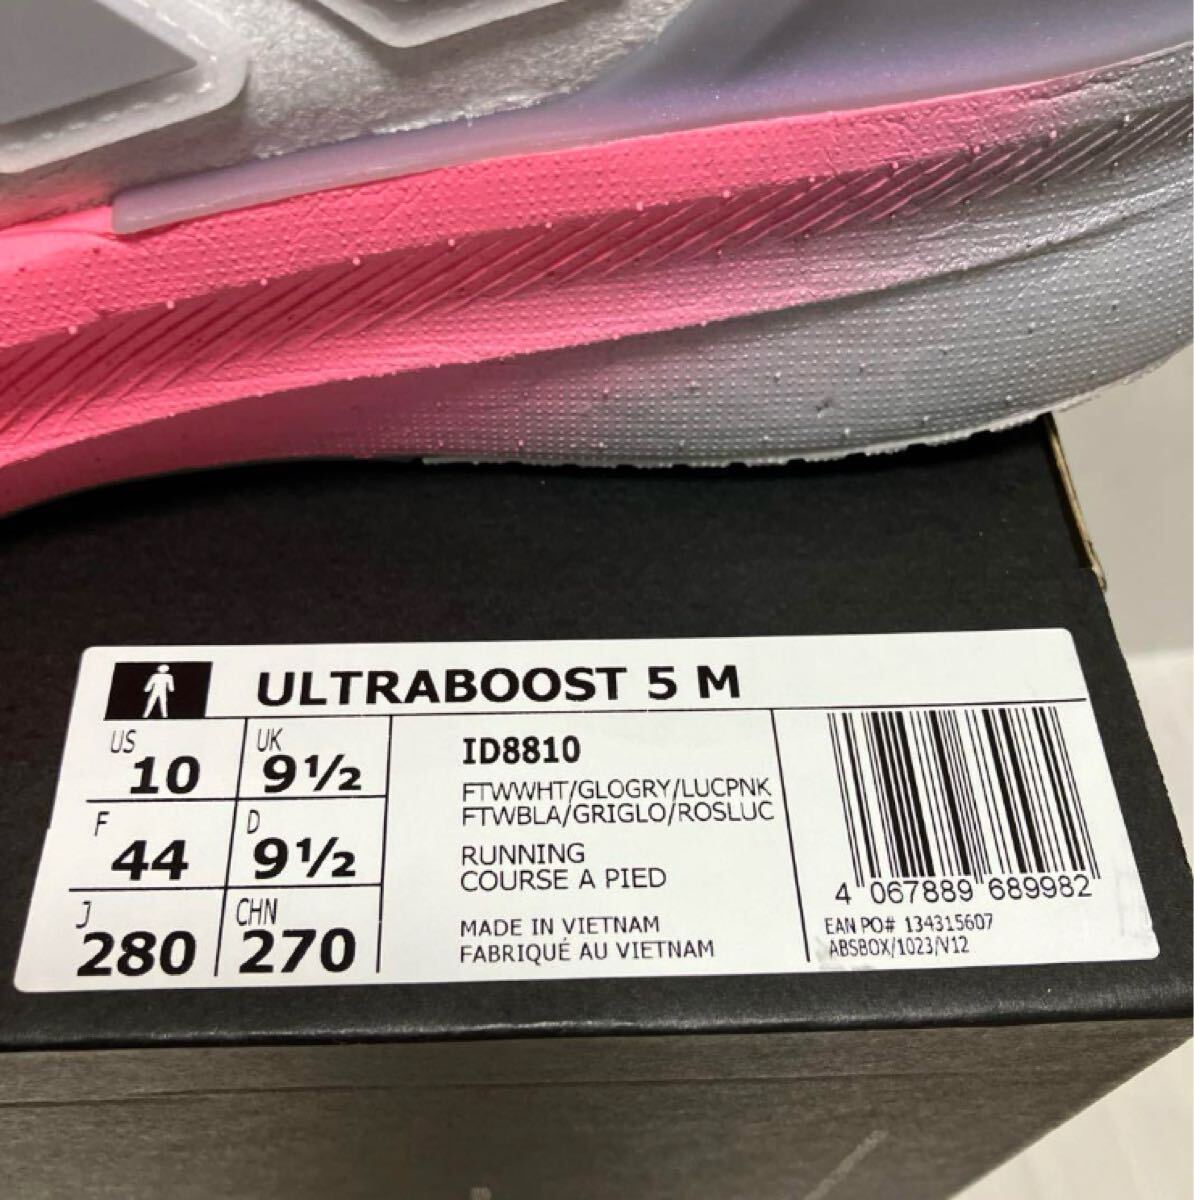 ULTRABOOST 5 M
US 10
UK 9½
F 44
D 9½
J 280
CHN 270
ID8810
FTWWHT/GLOGRY/LUCPNK
FTWBLA/GRIGLO/ROSLUC
RUNNING
COURSE A PIED
MADE IN VIETNAM
FABRIQUÉ AU VIETNAM
4 067889 689982
EAN PO# 134315607
ABSBOX/1023/V12